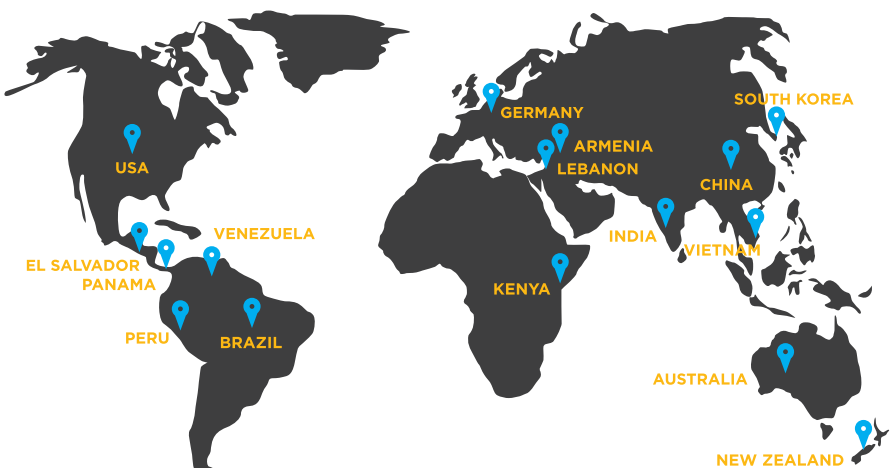 SOUTH KOREA
GERMANY
ARMENIA
USA
LEBANON
CHINA
VENEZUELA
INDIA
VIETNAM
EL SALVADOR
PANAMA
KENYA
PERU
BRAZIL
AUSTRALIA
NEW ZEALAND